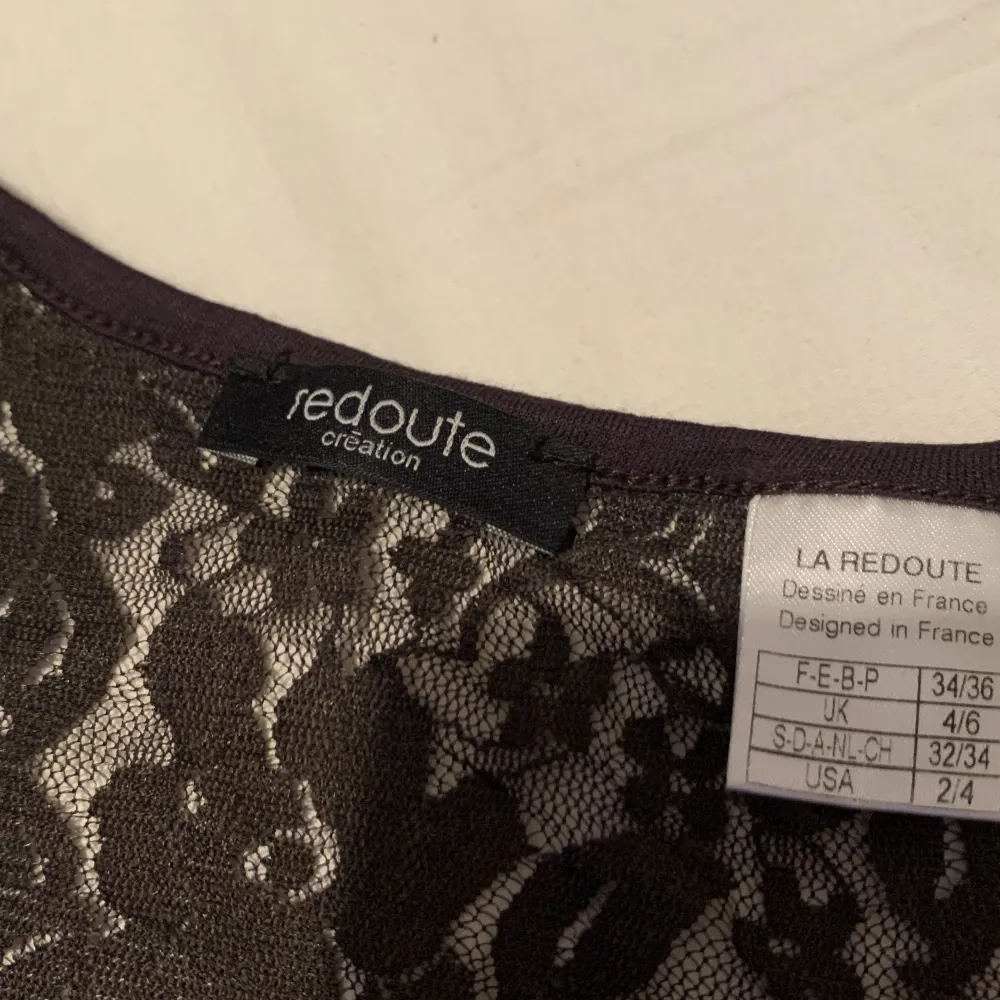 redoute
création
LA REDOUTE
Dessiné en France
Designed in France
F-E-B-P 34/36
UK 4/6
S-D-A-NL-CH 32/34
USA 2/4